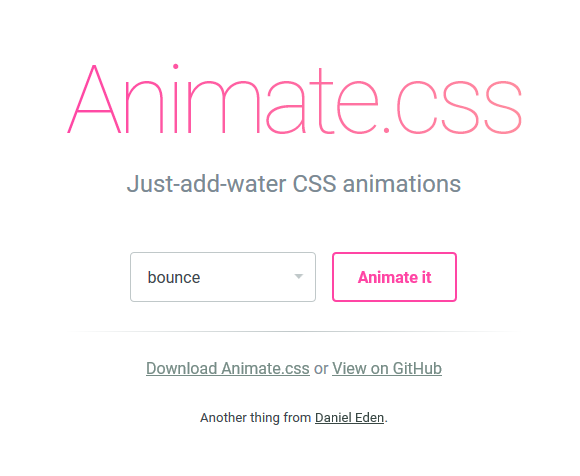 Animate.css
Just-add-water CSS animations
bounce
Animate it
Download Animate.css or View on GitHub
Another thing from Daniel Eden.